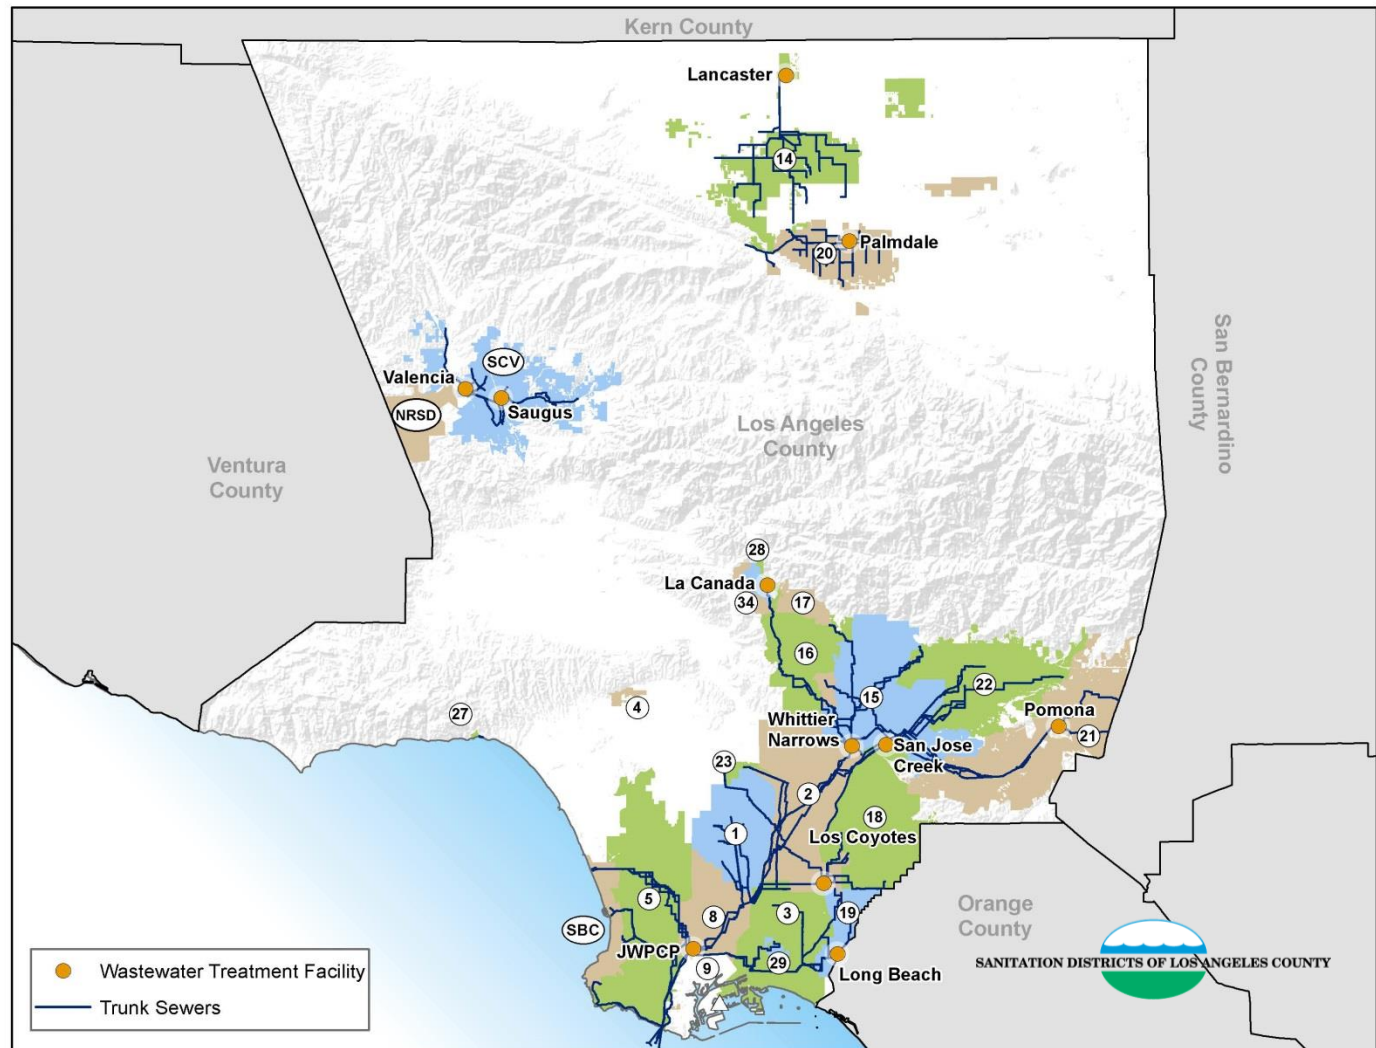 Kern County
Lancaster
14
Palmdale
20
San Bernardino
County
SCV
Valencia
Saugus
NRSD
Los Angeles
County
Ventura
County
28
La Canada
34
17
16
15
22
4
27
Whittier
Narrows
Pomona
21
San Jose
Creek
23
2
18
1
Los Coyotes
5
8
3
19
SBC
Orange
County
JWPCP
9
29
Long Beach
SANITATION DISTRICTS OF LOS ANGELES COUNTY
Wastewater Treatment Facility
Trunk Sewers